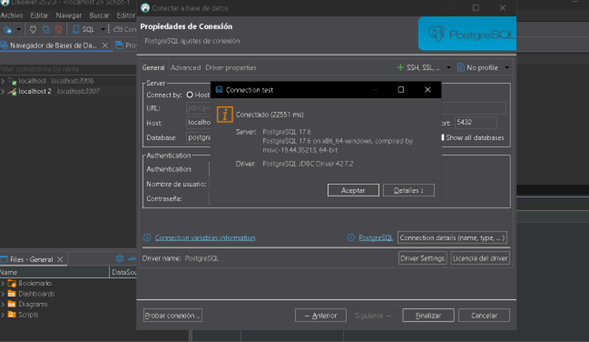 DBeaver 25.2.3 - <localhost 2> Script-1
Archivo Editar Navegar Buscar Editor
SQL
Navegador de Bases de Da...
localhost localhost:3306
localhost 2 localhost:3307
Files - General
Name DataSou
Bookmarks
Dashboards
Diagrams
Scripts
Conectar a base de datos
Propiedades de Conexión
PostgreSQL ajustes de conexión
PostgreSQL
General Advanced Driver properties
+ SSH, SSL, ...
No profile
Server
Connect by: Host
URL:
Host: localho
ort: 5432
Database: postgre
Show all databases
Authentication
Authentication:
Nombre de usuario:
Contraseña:
Connection test
Conectado (22551 ms)
Server: PostgreSQL 17.6
PostgreSQL 17.6 on x86_64-windows, compiled by
msvc-19.44.35213, 64-bit
Driver: PostgreSQL JDBC Driver 42.7.2
Aceptar
Detalles
Connection variables information
PostgreSQL
Connection details (name, type, ... )
Driver name: PostgreSQL
Driver Settings
Licencia del driver
Probar conexión ...
← Anterior
Siguiente →
Finalizar
Cancelar